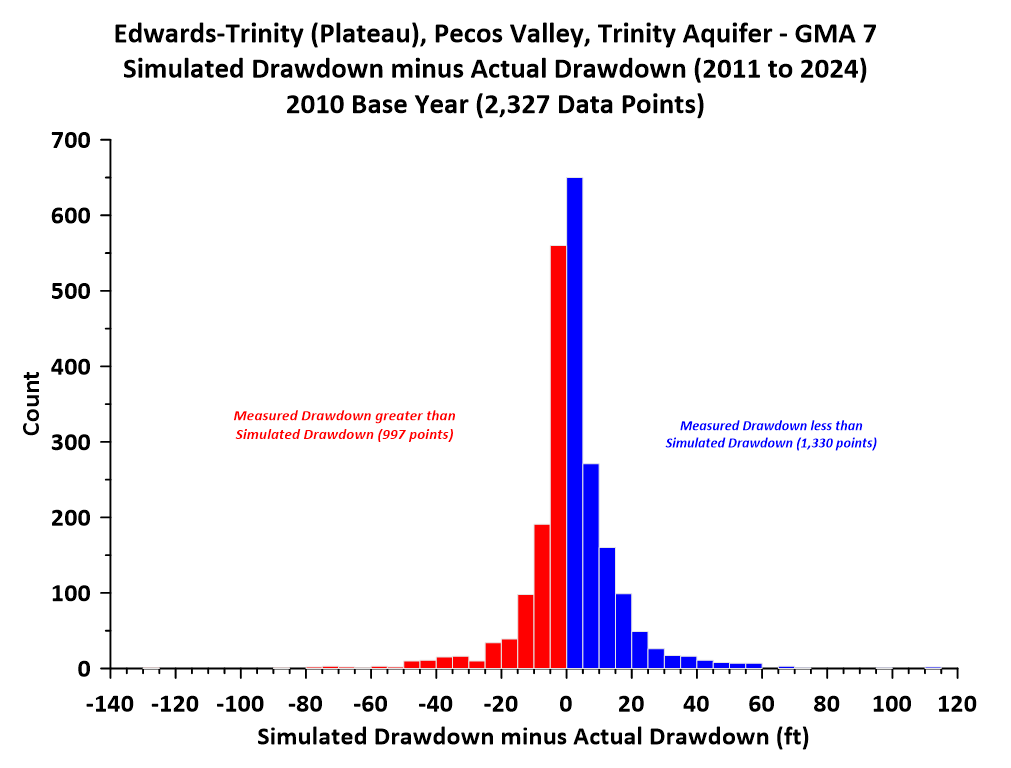 Edwards-Trinity (Plateau), Pecos Valley, Trinity Aquifer - GMA 7
Simulated Drawdown minus Actual Drawdown (2011 to 2024)
2010 Base Year (2,327 Data Points)
700
600
500
400
300
200
100
0
Count
Measured Drawdown greater than
Simulated Drawdown (997 points)
Measured Drawdown less than
Simulated Drawdown (1,330 points)
-140 -120 -100 -80 -60 -40 -20 0 20 40 60 80 100 120
Simulated Drawdown minus Actual Drawdown (ft)